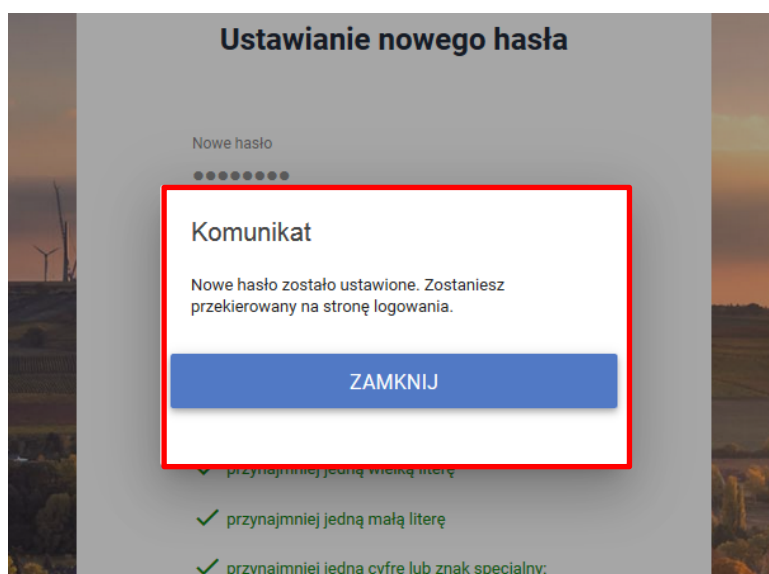 Ustawianie nowego hasła
Nowe hasło
Komunikat
Nowe hasło zostało ustawione. Zostaniesz
przekierowany na stronę logowania.
ZAMKNIJ
przynajmniej jedną wielką literę
przynajmniej jedną małą literę
przynajmniej jedną cyfrę lub znak specjalny: